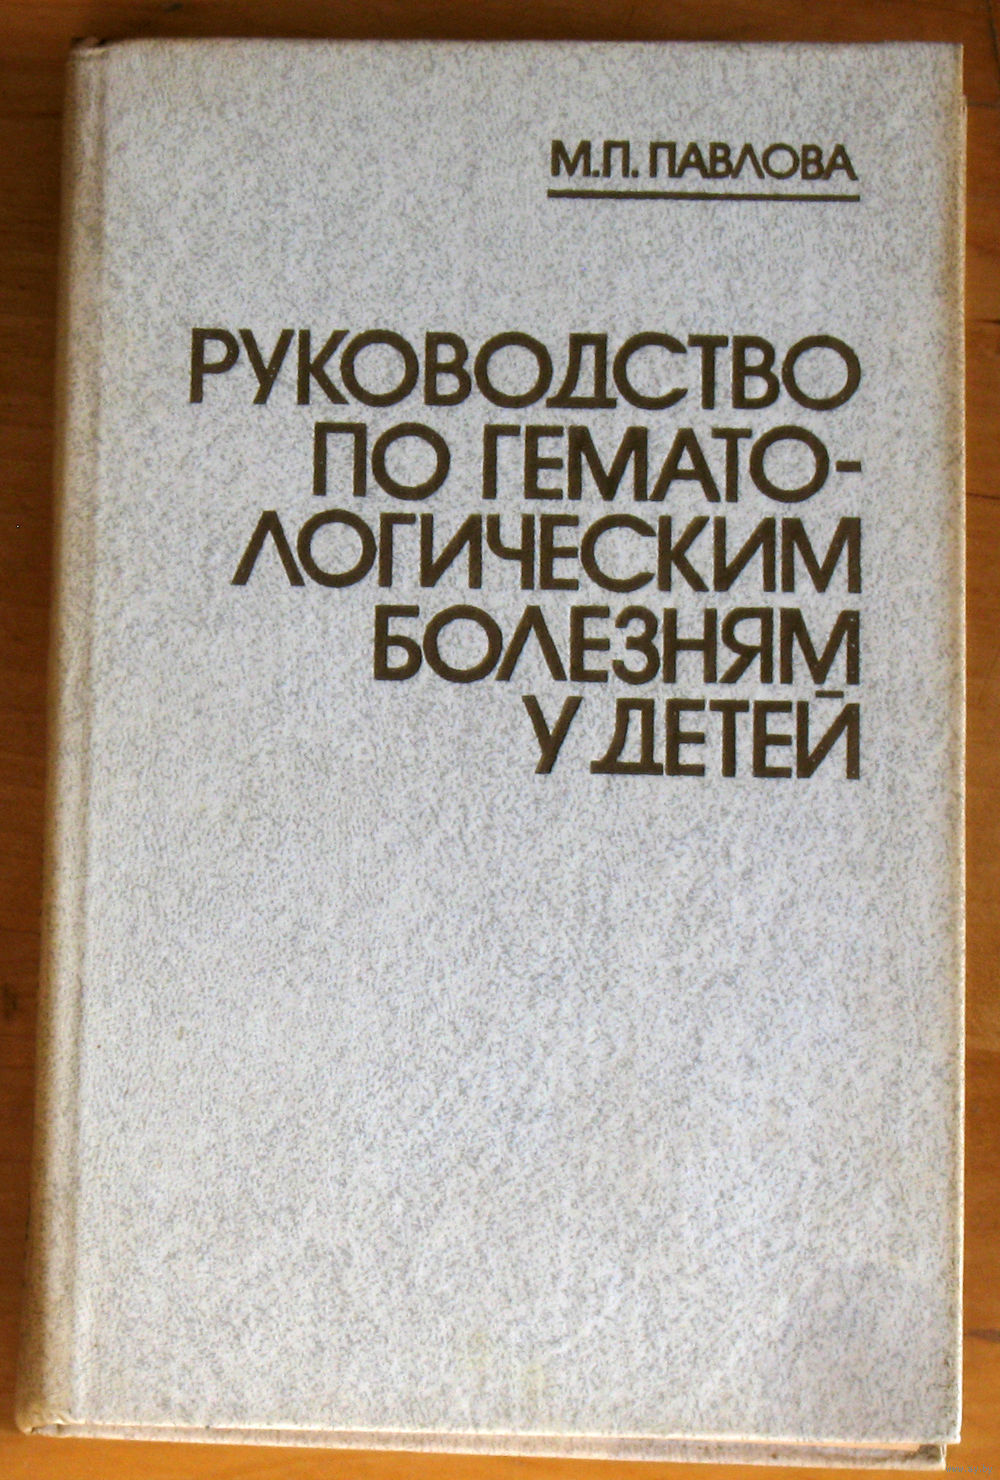 М.П. ПАВЛОВА
РУКОВОДСТВО
ПО ГЕМАТО-
ЛОГИЧЕСКИМ
БОЛЕЗНЯМ
У ДЕТЕЙ